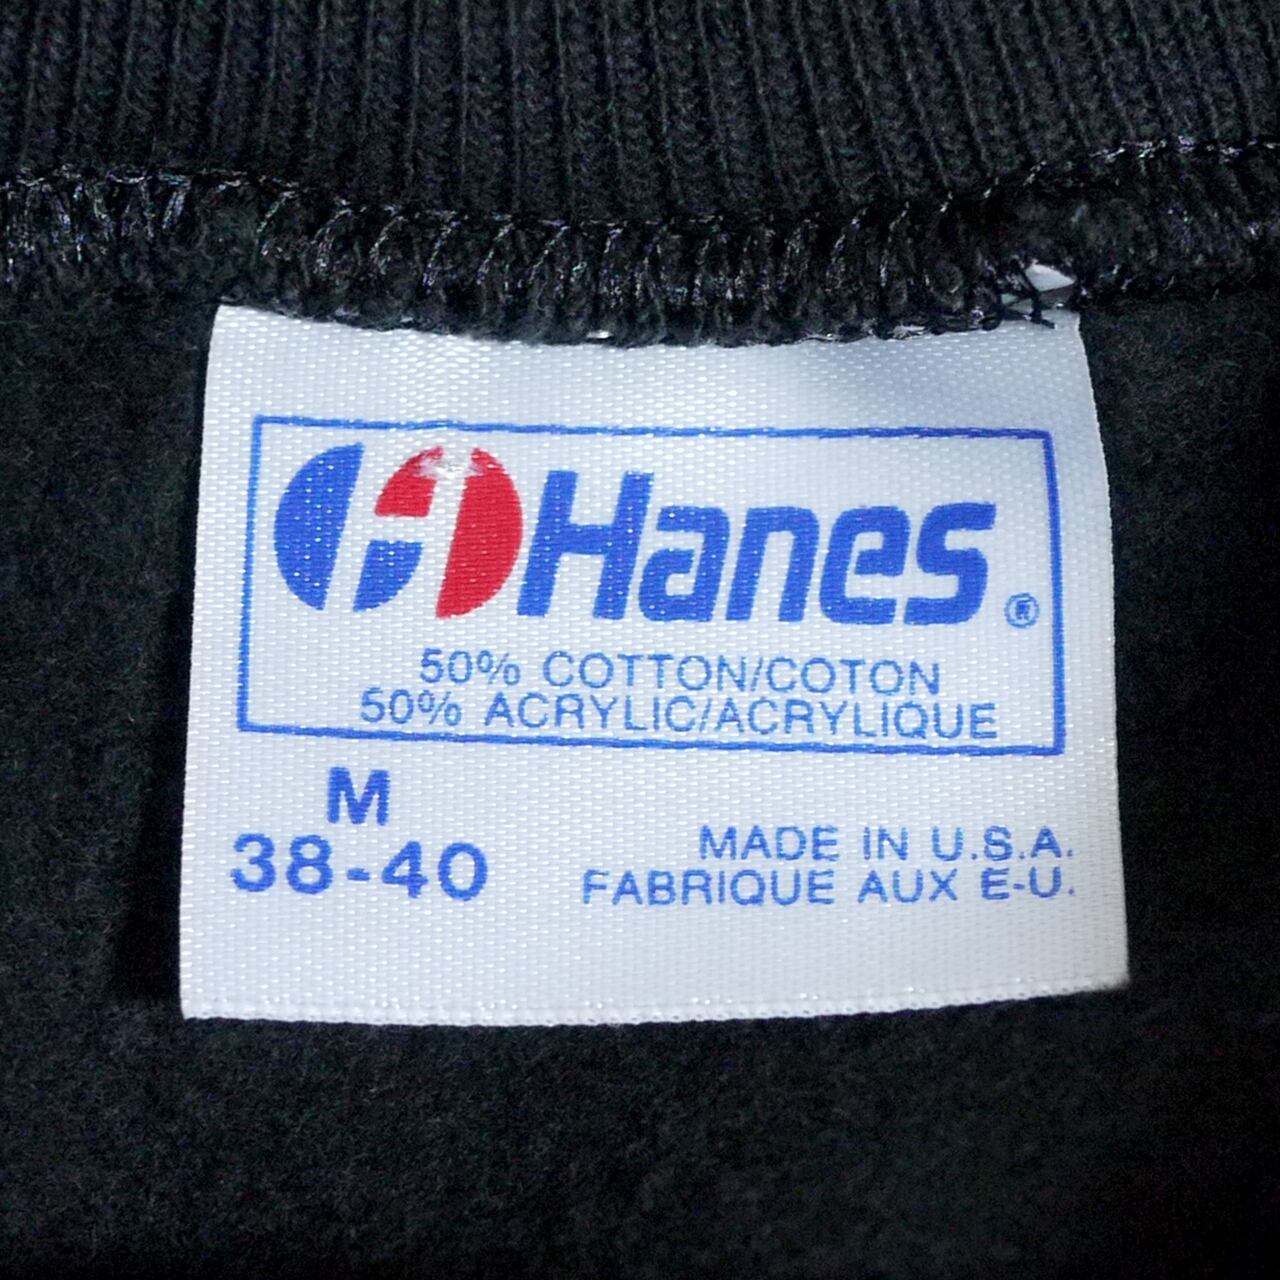 Hanes®
50% COTTON/COTON
50% ACRYLIC/ACRYLIQUE
M
38-40
MADE IN U.S.A.
FABRIQUE AUX E-U.